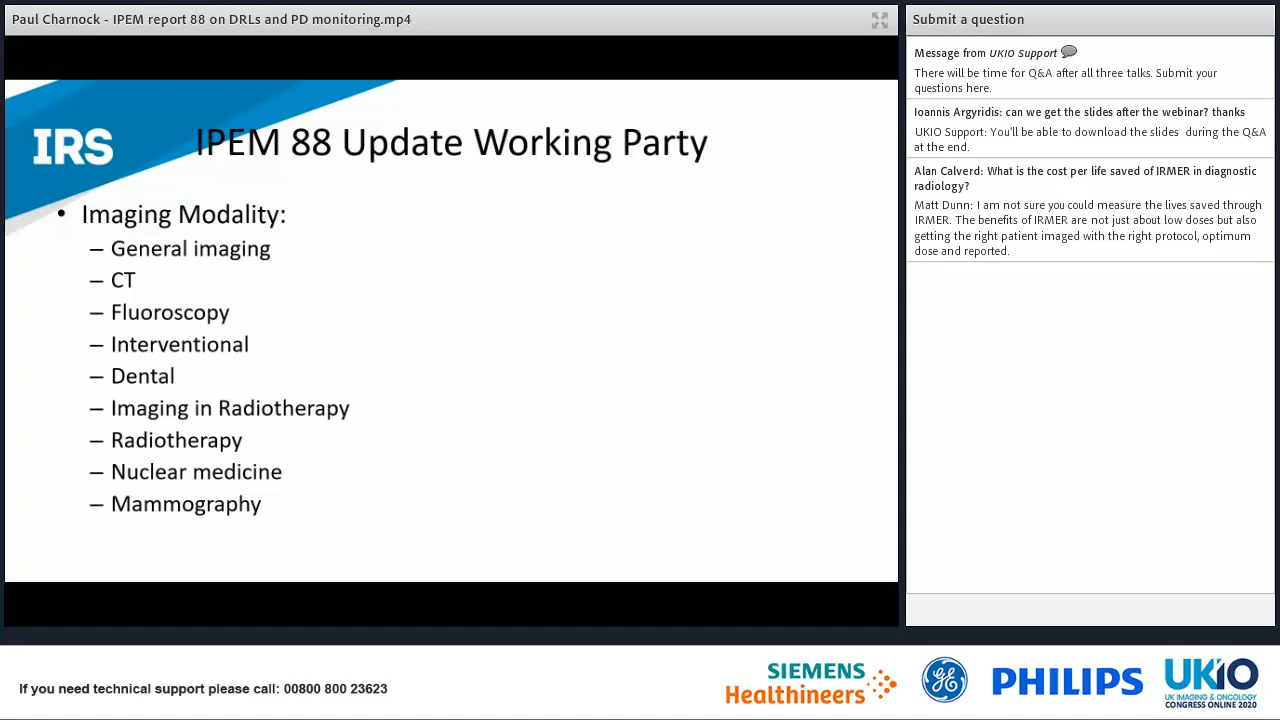 Paul Charnock - IPEM report 88 on DRLs and PD monitoring.mp4
IRS
IPEM 88 Update Working Party
• Imaging Modality:
– General imaging
– CT
– Fluoroscopy
– Interventional
– Dental
– Imaging in Radiotherapy
– Radiotherapy
– Nuclear medicine
– Mammography
Submit a question
Message from UKIO Support
There will be time for Q&A after all three talks. Submit your
questions here.
Ioannis Argyridis: can we get the slides after the webinar? thanks
UKIO Support: You'll be able to download the slides during the Q&A
at the end.
Alan Calverd: What is the cost per life saved of IRMER in diagnostic
radiology?
Matt Dunn: I am not sure you could measure the lives saved through
IRMER. The benefits of IRMER are not just about low doses but also
getting the right patient imaged with the right protocol, optimum
dose and reported.
If you need technical support please call: 00800 800 23623
SIEMENS
Healthineers
GE
PHILIPS
UKIO
UK IMAGING & ONCOLOGY
CONGRESS ONLINE 2020